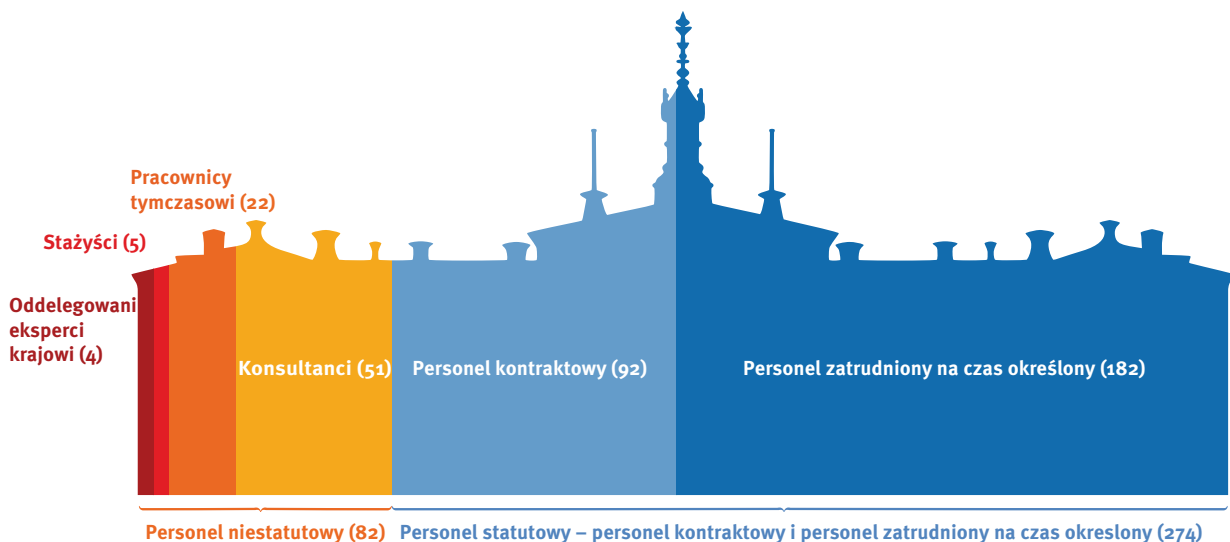 Pracownicy
tymczasowi (22)
Stażyści (5)
Oddelegowani
eksperci
krajowi (4)
Konsultanci (51)
Personel kontraktowy (92)
Personel zatrudniony na czas określony (182)
Personel niestatutowy (82)
Personel statutowy – personel kontraktowy i personel zatrudniony na czas okreslony (274)